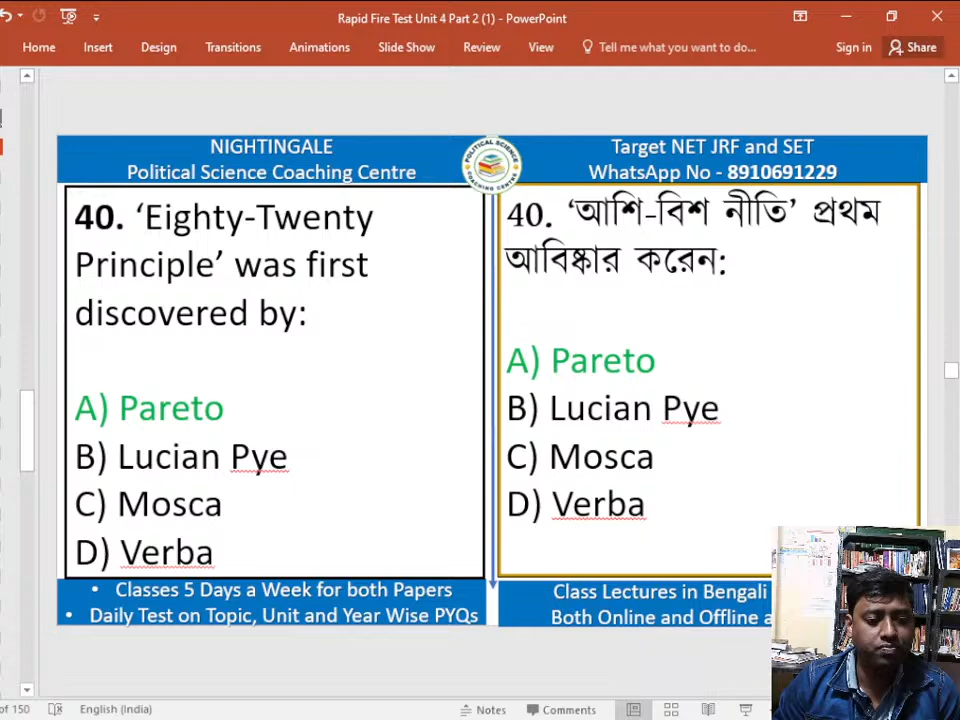 Rapid Fire Test Unit 4 Part 2 (1) - PowerPoint
Home Insert Design Transitions Animations Slide Show Review View Tell me what you want to do... Sign in Share
NIGHTINGALE
Political Science Coaching Centre
POLITICAL SCIENCE
COACHING CENTRE
Target NET JRF and SET
WhatsApp No - 8910691229
40. ‘Eighty-Twenty
Principle’ was first
discovered by:
A) Pareto
B) Lucian Pye
C) Mosca
D) Verba
40. ‘আশি-বিশ নীতি’ প্রথম
আবিষ্কার করেন:
A) Pareto
B) Lucian Pye
C) Mosca
D) Verba
• Classes 5 Days a Week for both Papers
• Daily Test on Topic, Unit and Year Wise PYQs
Class Lectures in Bengali
Both Online and Offline a
of 150 English (India) Notes Comments